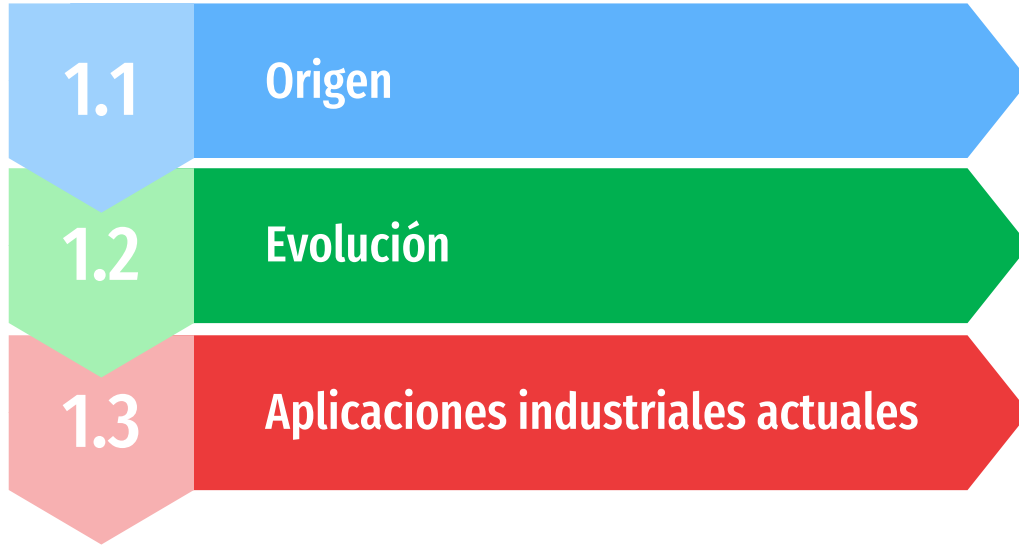 1.1 Origen
1.2 Evolución
1.3 Aplicaciones industriales actuales